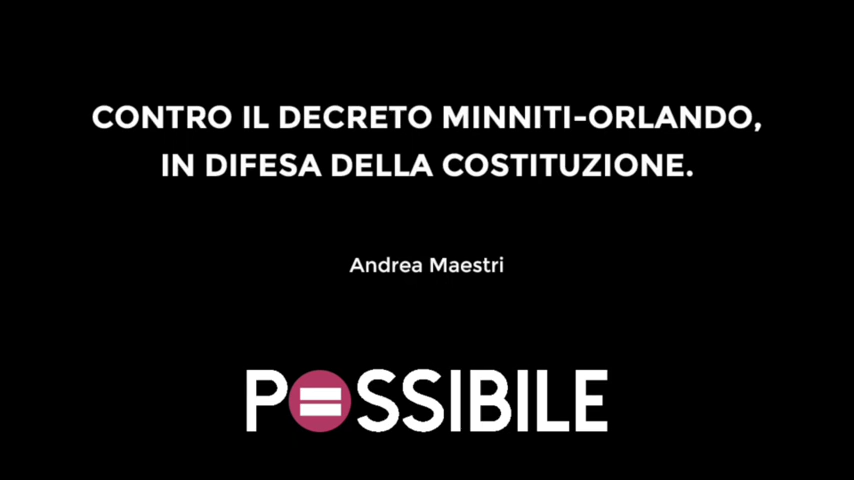 CONTRO IL DECRETO MINNITI-ORLANDO,
IN DIFESA DELLA COSTITUZIONE.
Andrea Maestri
POSSIBILE